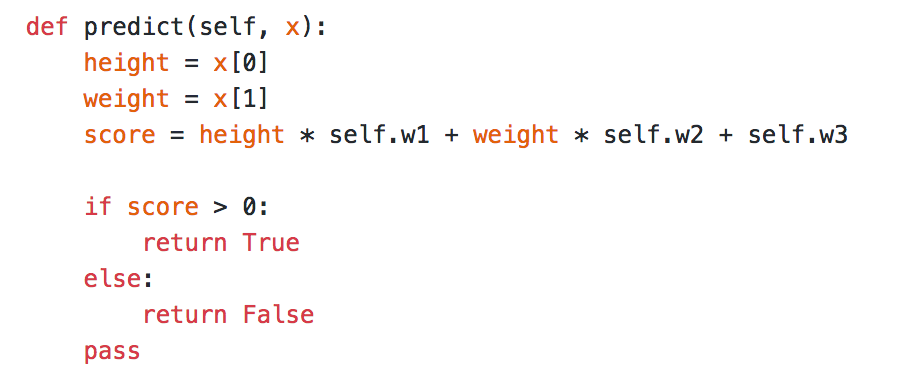 def predict(self, x):
    height = x[0]
    weight = x[1]
    score = height * self.w1 + weight * self.w2 + self.w3

    if score > 0:
        return True
    else:
        return False
    pass